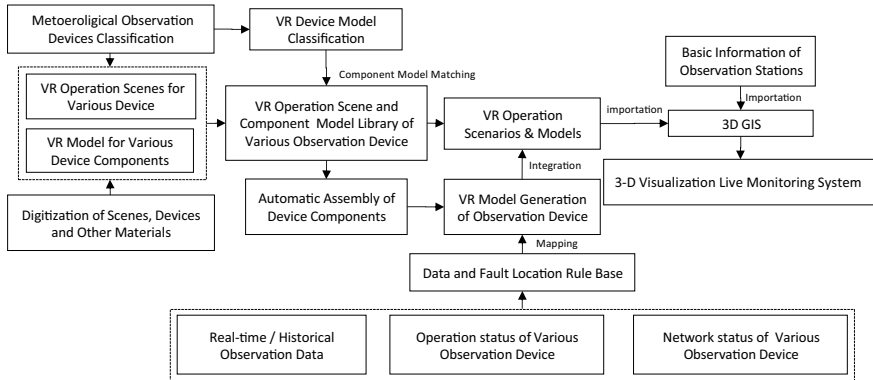 Metoeroligical Observation
Devices Classification
VR Device Model
Classification
Basic Information of
Observation Stations
Component Model Matching
VR Operation Scenes for
Various Device
VR Operation Scene and
Component Model Library of
Various Observation Device
VR Operation
Scenarios & Models
importation
Importation
3D GIS
VR Model for Various
Device Components
Integration
3-D Visualization Live Monitoring System
Digitization of Scenes, Devices
and Other Materials
Automatic Assembly of
Device Components
VR Model Generation
of Observation Device
Mapping
Data and Fault Location Rule Base
Real-time / Historical
Observation Data
Operation status of Various
Observation Device
Network status of Various
Observation Device